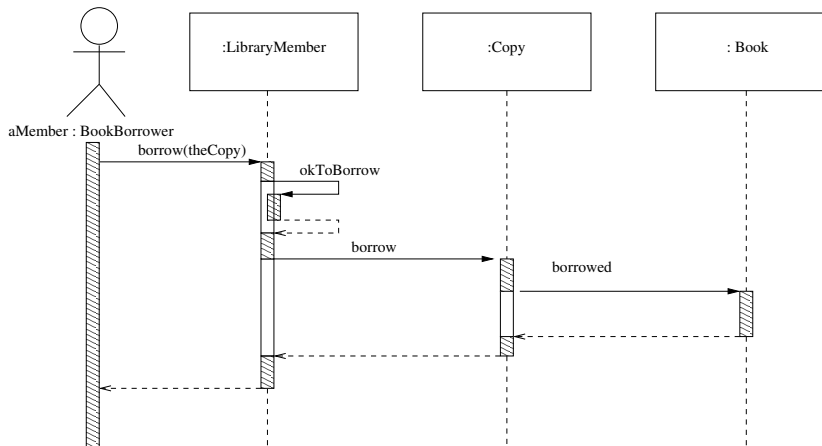 :LibraryMember
:Copy
: Book
aMember : BookBorrower
borrow(theCopy)
okToBorrow
borrow
borrowed